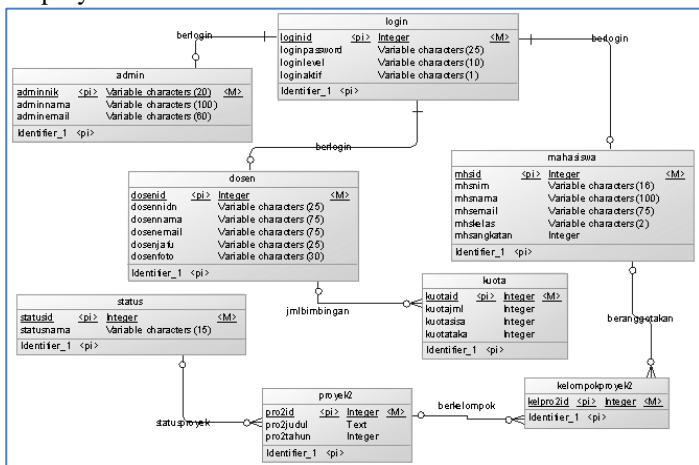 login
loginid <pi> Integer <M>
loginpassword Variable characters (25)
loginlevel Variable characters (10)
loginaktif Variable characters (1)
Identifier_1 <pi>
berlogin
berlogin
admin
adminnik <pi> Variable characters (20) <M>
adminnama Variable characters (100)
adminemail Variable characters (60)
Identifier_1 <pi>
berlogin
dosen
dosenid <pi> Integer <M>
dosennidn Variable characters (25)
dosennama Variable characters (75)
dosenemail Variable characters (75)
dosenjafu Variable characters (25)
dosenfoto Variable characters (30)
Identifier_1 <pi>
mahasiswa
mhsid <pi> Integer <M>
mhsnim Variable characters (16)
mhsnama Variable characters (100)
mhsemail Variable characters (75)
mhskelas Variable characters (2)
mhsangkatan Integer
Identifier_1 <pi>
kuota
kuotaid <pi> Integer <M>
kuotajml Integer
kuotasisa Integer
kuotataka Integer
Identifier_1 <pi>
jmlbimbingan
status
statusid <pi> Integer <M>
statusnama Variable characters (15)
Identifier_1 <pi>
beranggotakan
statusproyek
proyek2
pro2id <pi> Integer <M>
pro2judul Text
pro2tahun Integer
Identifier_1 <pi>
berkelompok
kelompokproyek2
kelpro2id <pi> Integer <M>
Identifier_1 <pi>